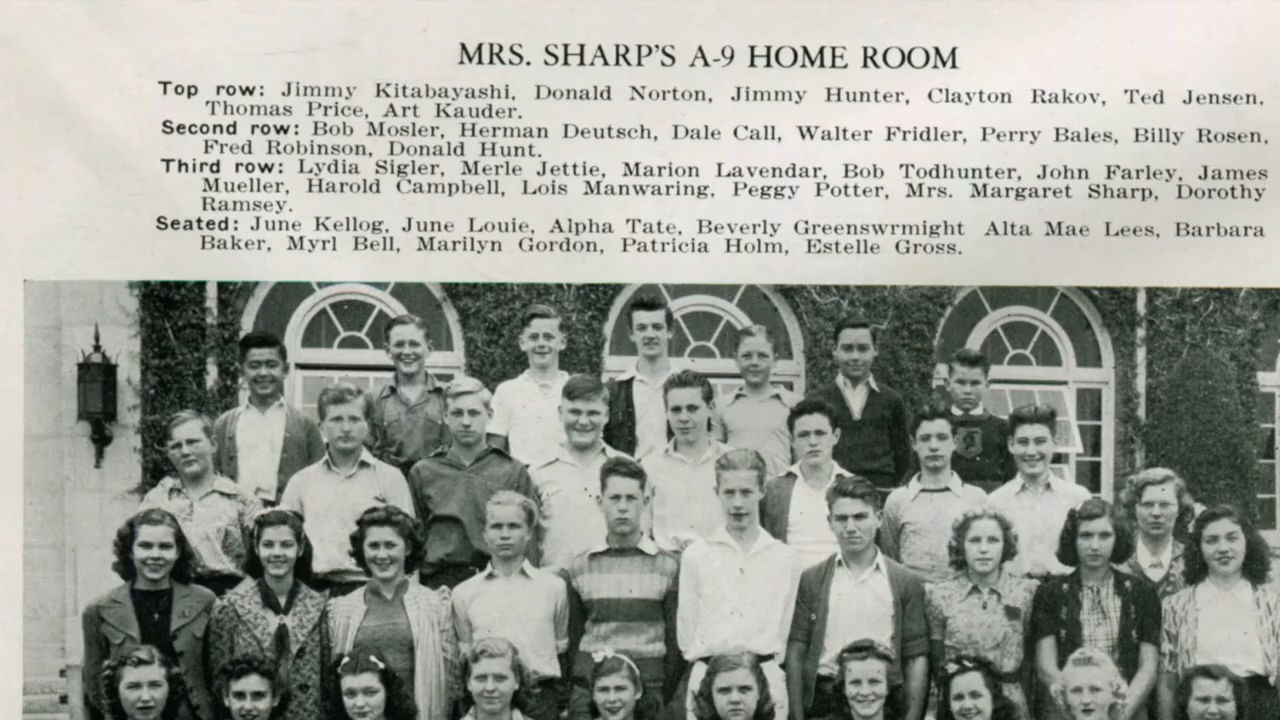 MRS. SHARP'S A-9 HOME ROOM
Top row: Jimmy Kitabayashi, Donald Norton, Jimmy Hunter, Clayton Rakov, Ted Jensen,
Thomas Price, Art Kauder.
Second row: Bob Mosler, Herman Deutsch, Dale Call, Walter Fridler, Perry Bales, Billy Rosen,
Fred Robinson, Donald Hunt.
Third row: Lydia Sigler, Merle Jettie, Marion Lavendar, Bob Todhunter, John Farley, James
Mueller, Harold Campbell, Lois Manwaring, Peggy Potter, Mrs. Margaret Sharp, Dorothy
Ramsey.
Seated: June Kellog, June Louie, Alpha Tate, Beverly Greenswrmight Alta Mae Lees, Barbara
Baker, Myrl Bell, Marilyn Gordon, Patricia Holm, Estelle Gross.